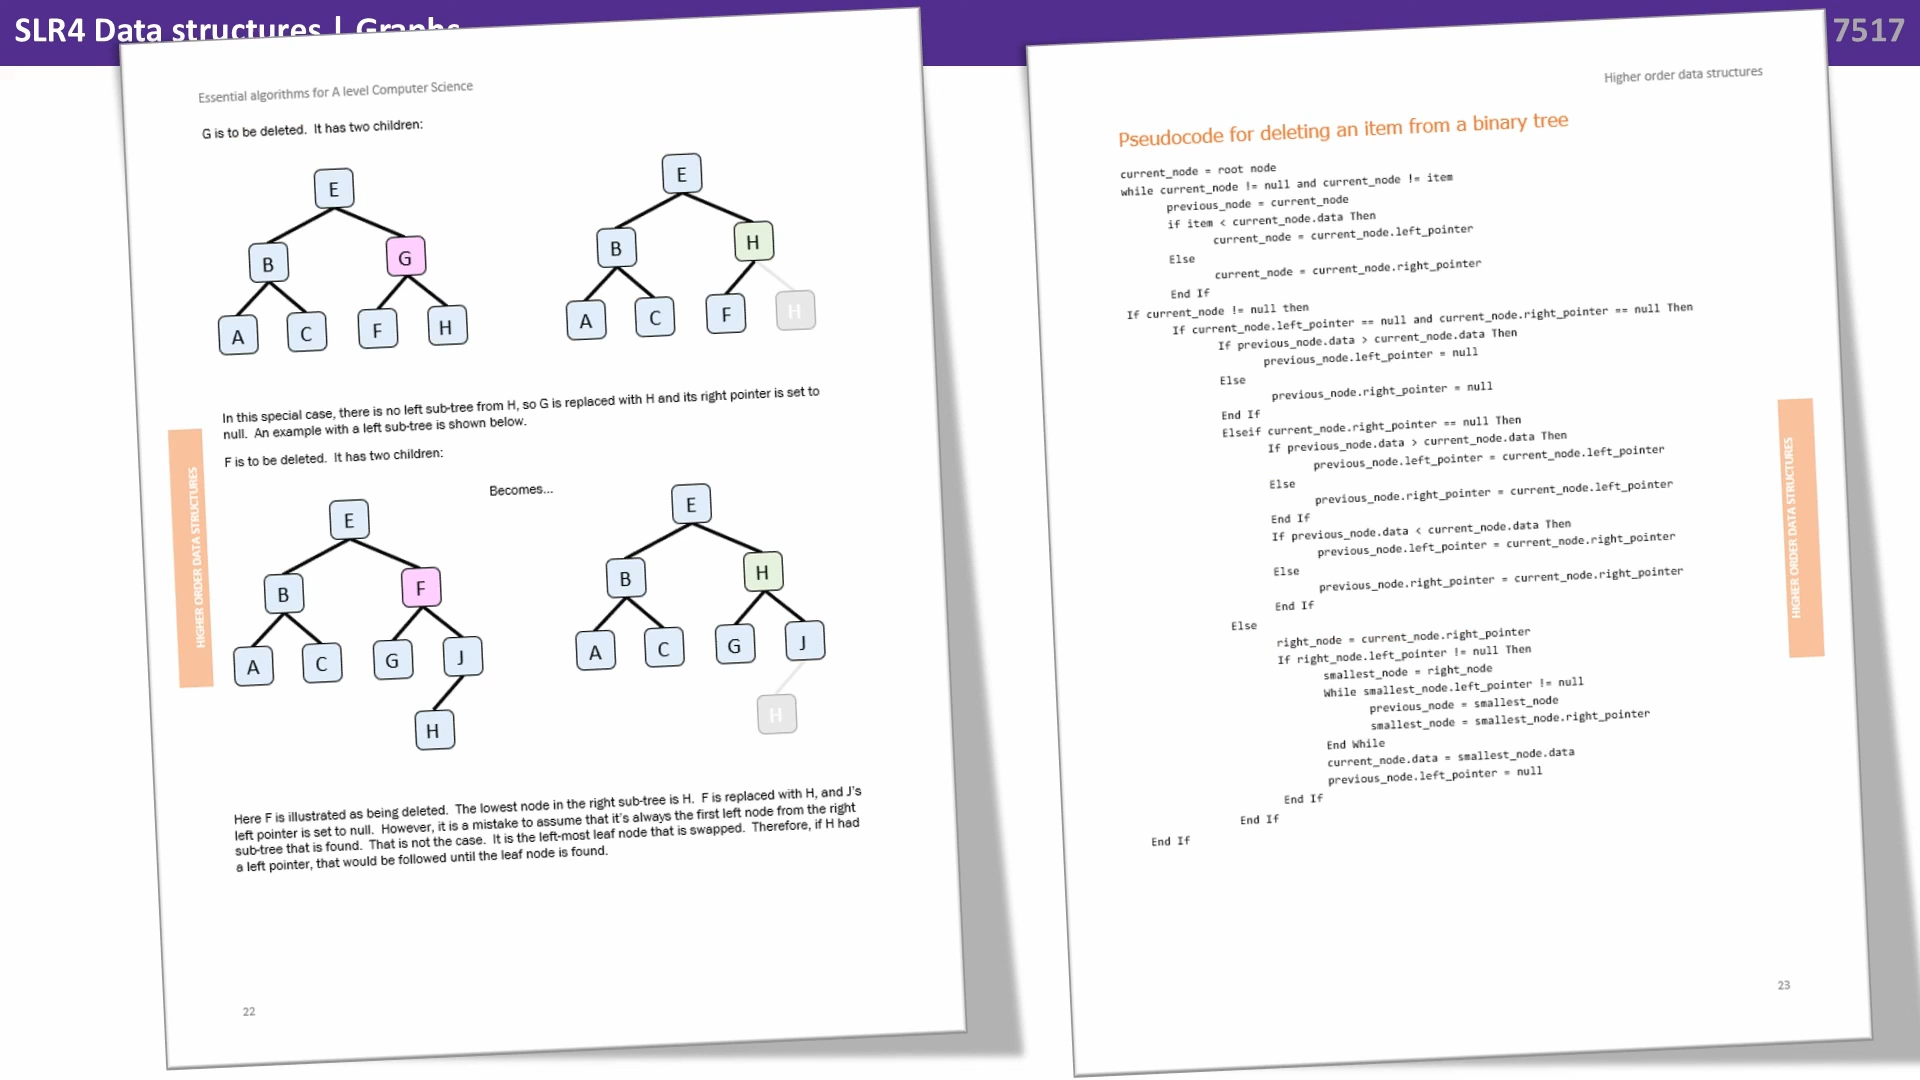 SLR4 Data structures | Graphs
7517
Essential algorithms for A level Computer Science
G is to be deleted. It has two children:
E
B
G
A
C
F
H
E
B
H
A
C
F
H
In this special case, there is no left sub-tree from H, so G is replaced with H and its right pointer is set to
null. An example with a left sub-tree is shown below.
F is to be deleted. It has two children:
Becomes...
E
B
F
A
C
G
J
H
E
B
H
A
C
G
J
H
Here F is illustrated as being deleted. The lowest node in the right sub-tree is H. F is replaced with H, and J's
left pointer is set to null. However, it is a mistake to assume that it's always the first left node from the right
sub-tree that is found. That is not the case. It is the left-most leaf node that is swapped. Therefore, if H had
a left pointer, that would be followed until the leaf node is found.
HIGHER ORDER DATA STRUCTURES
22
Higher order data structures
Pseudocode for deleting an item from a binary tree
current_node = root node
while current_node != null and current_node != item
previous_node = current_node
if item < current_node.data Then
current_node = current_node.left_pointer
Else
current_node = current_node.right_pointer
End If
If current_node != null then
If current_node.left_pointer == null and current_node.right_pointer == null Then
If previous_node.data > current_node.data Then
previous_node.left_pointer = null
Else
previous_node.right_pointer = null
End If
Elseif current_node.right_pointer == null Then
If previous_node.data > current_node.data Then
previous_node.left_pointer = current_node.left_pointer
Else
previous_node.right_pointer = current_node.left_pointer
End If
If previous_node.data < current_node.data Then
previous_node.left_pointer = current_node.right_pointer
Else
previous_node.right_pointer = current_node.right_pointer
End If
Else
right_node = current_node.right_pointer
If right_node.left_pointer != null Then
smallest_node = right_node
While smallest_node.left_pointer != null
previous_node = smallest_node
smallest_node = smallest_node.right_pointer
End While
current_node.data = smallest_node.data
previous_node.left_pointer = null
End If
End If
End If
HIGHER ORDER DATA STRUCTURES
23